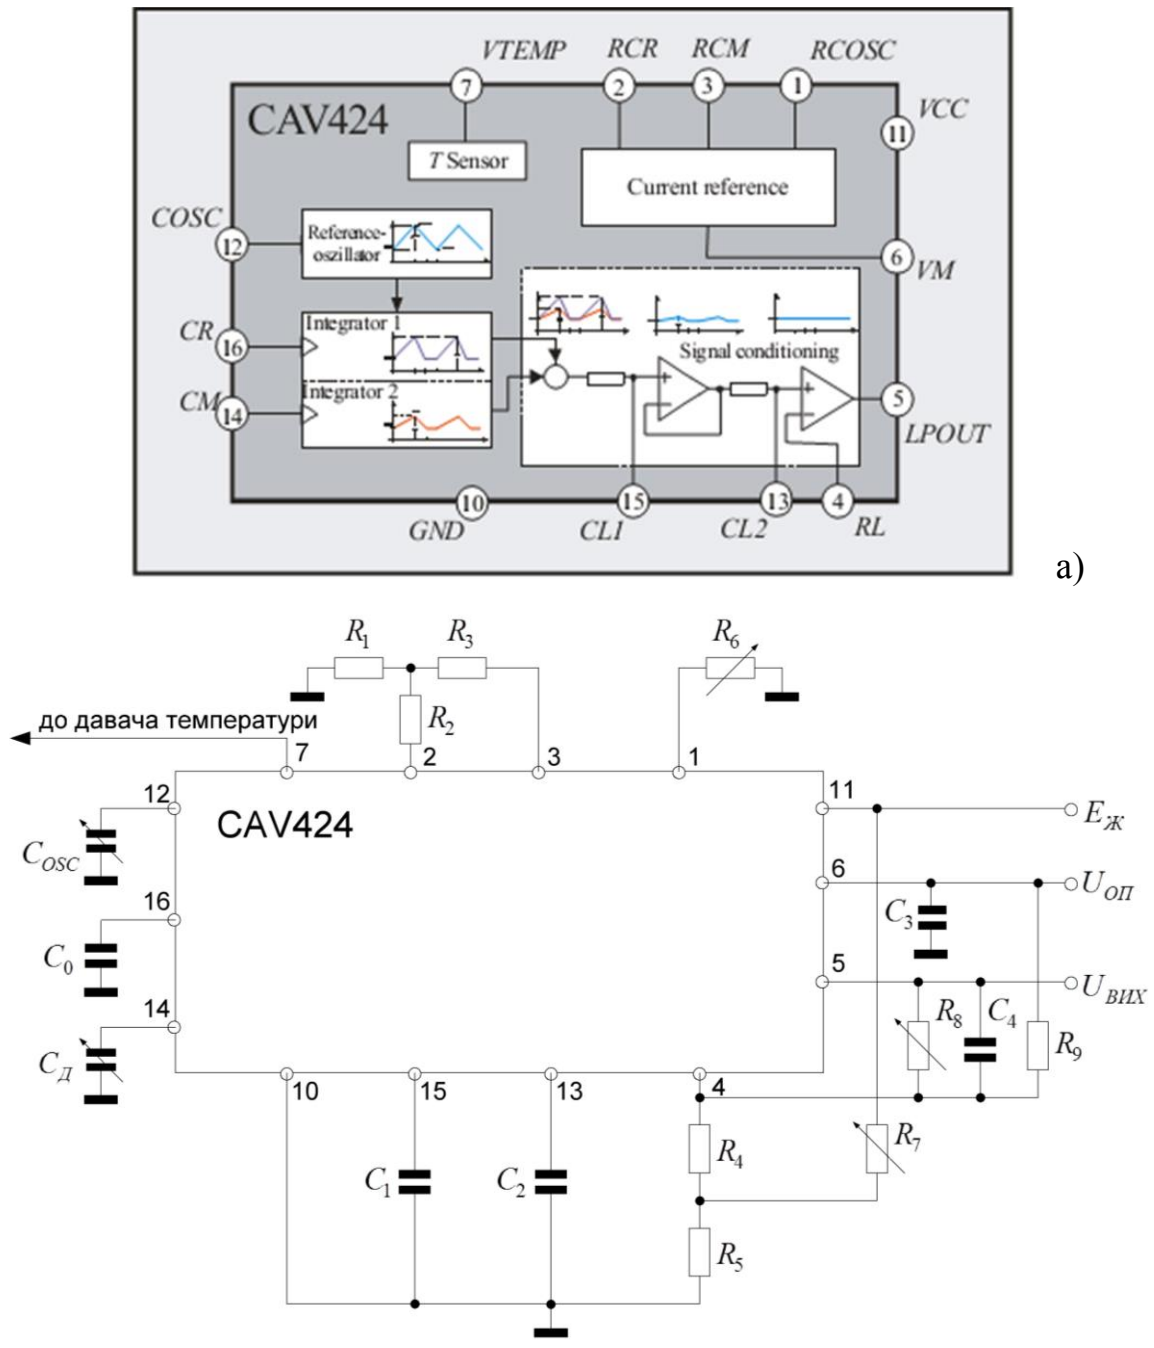 VTEMP RCR RCM RCOSC
7 2 3 1
CAV424
VCC
11
T Sensor
Current reference
COSC
12
Reference-
oszillator
6
VM
CR
16
Integrator 1
Signal conditioning
CM
14
Integrator 2
+
+
5
LPOUT
10 15 13 4
GND CL1 CL2 RL
а)
R1 R3 R6
до давача температури
R2
7 2 3 1
12
CAV424
11
EЖ
COSC
6
UОП
16
C3
C0
5
UВИХ
14
R8 C4 R9
CД
10 15 13 4
R4 R7
C1 C2
R5